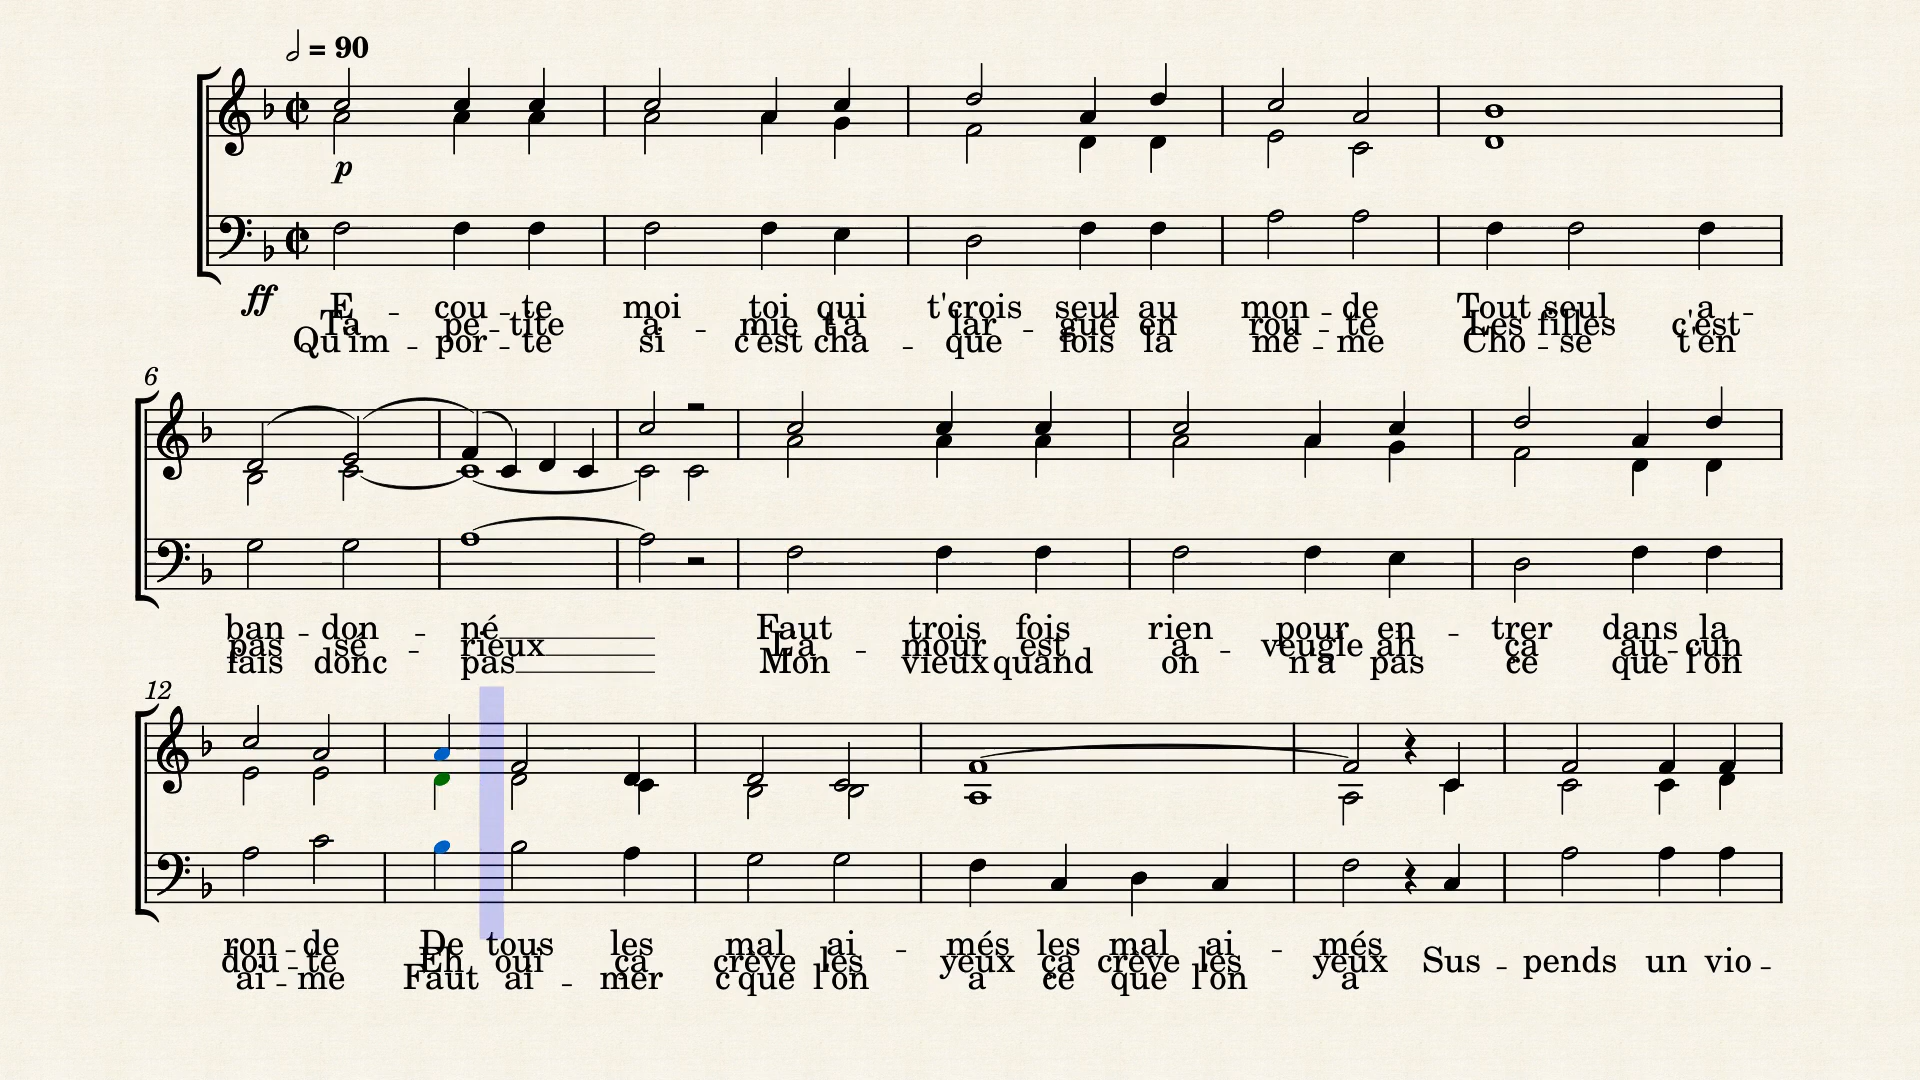 = 90
p
ff
E - cou - te moi toi qui t'crois seul au mon - de Tout seul a -
Ta pe - tite a - mie t'a lar - gué en rou - te Les filles c'est
Qu'im - por - te si c'est cha - que fois la mê - me Cho - se t'en
6
ban - don - né
pas sé - rieux
fais donc pas
Faut trois fois rien pour en - trer dans la
L'a - mour est a - veugle ah ça au - cun
Mon vieux quand on n'a pas ce que l'on
12
ron - de De tous les mal ai - més les mal ai - més
dou - te Eh oui ça crève les yeux ça crève les yeux Sus - pends un vio -
ai - me Faut ai - mer c'que l'on a ce que l'on a